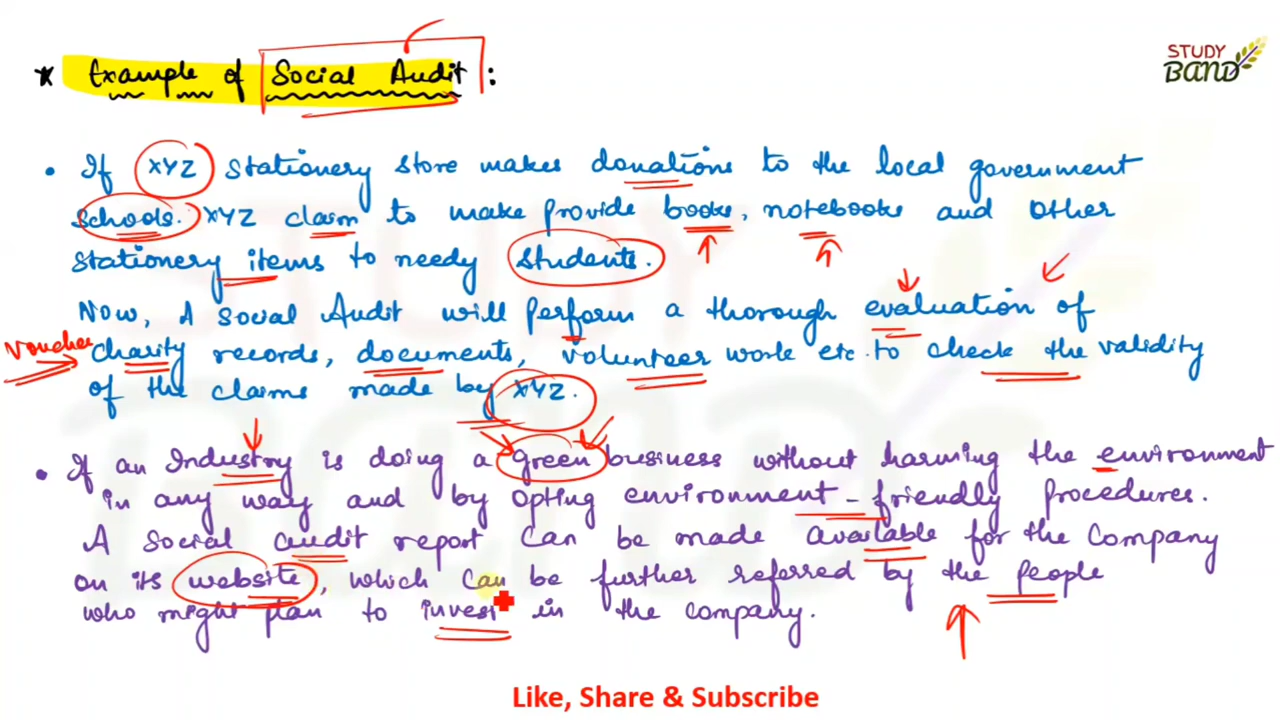 * Example of Social Audit :
STUDY
BAND
• If XYZ stationery store makes donations to the local government
schools. XYZ claim to make provide books, notebooks and other
stationery items to needy students.
Now, A Social Audit will perform a thorough evaluation of
Voucher charity records, documents, volunteer work etc. to check the validity
of the claims made by XYZ.
• If an Industry is doing a green business without harming the environment
in any way and by opting environment - friendly procedures.
A Social audit report can be made available for the Company
on its website, which can be further referred by the people
who might plan to invest in the company.
Like, Share & Subscribe